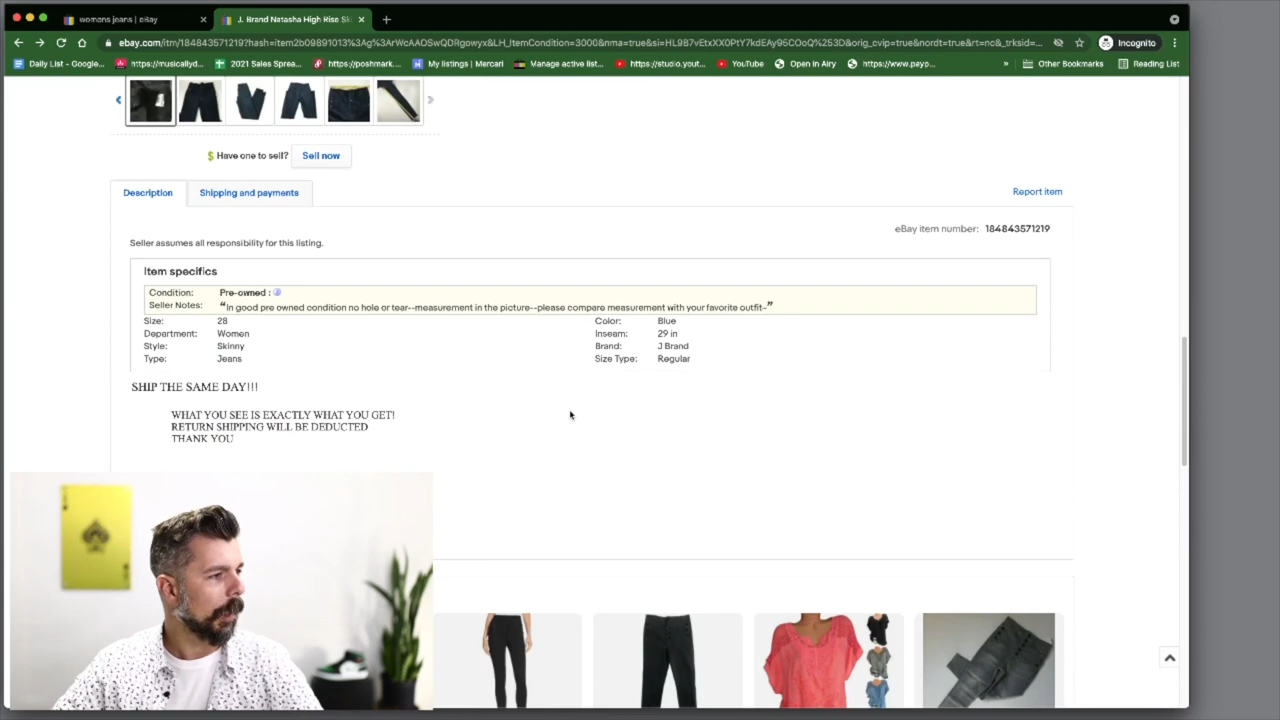 womens jeans | eBay
J. Brand Natasha High Rise Sk
ebay.com/itm/184843571219?hash=item2b09891013%3Ag%3ArWcAAOSwQDRgowyx&LH_ItemCondition=3000&nma=true&si=HL9B7vEtxXX0PtY7kdEAy96COoQ%253D&orig_cvip=true&nordt=true&rt=nc&_trksid=...
Incognito
Daily List - Google...
https://musicallyd...
2021 Sales Sprea...
https://poshmark....
My listings | Mercari
Manage active list...
https://studio.yout...
YouTube
Open in Airy
https://www.payp...
»
Other Bookmarks
Reading List
$ Have one to sell? Sell now
Description
Shipping and payments
Report item
eBay item number: 184843571219
Seller assumes all responsibility for this listing.
Item specifics
Condition: Pre-owned :
Seller Notes: “In good pre owned condition no hole or tear--measurement in the picture--please compare measurement with your favorite outfit~”
Size: 28 Color: Blue
Department: Women Inseam: 29 in
Style: Skinny Brand: J Brand
Type: Jeans Size Type: Regular
SHIP THE SAME DAY!!!
WHAT YOU SEE IS EXACTLY WHAT YOU GET!
RETURN SHIPPING WILL BE DEDUCTED
THANK YOU